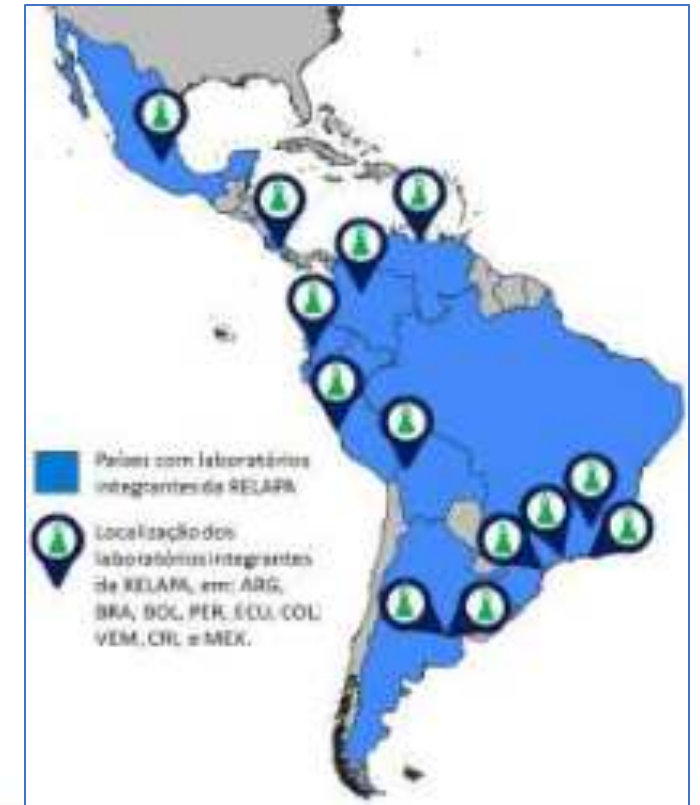 Países com laboratórios
integrantes da RELAPA
Localização dos
laboratórios integrantes
da RELAPA, em: ARG,
BRA, BOL, PER, ECU, COL,
VEM, CRI, e MEX.